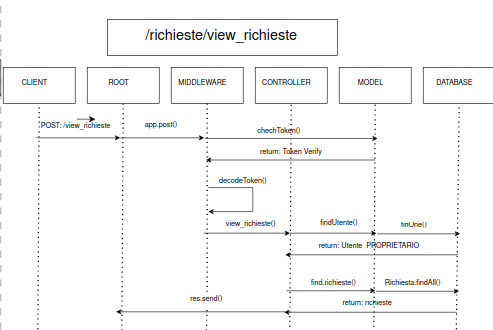 /richieste/view_richieste
CLIENT
ROOT
MIDDLEWARE
CONTROLLER
MODEL
DATABASE
POST: /view_richieste
app.post()
chechToken()
return: Token Verify
decodeToken()
view_richieste()
findUtente()
finOne()
return: Utente PROPRIETARIO
find.richieste()
Richiesta.findAll()
res.send()
return: richieste